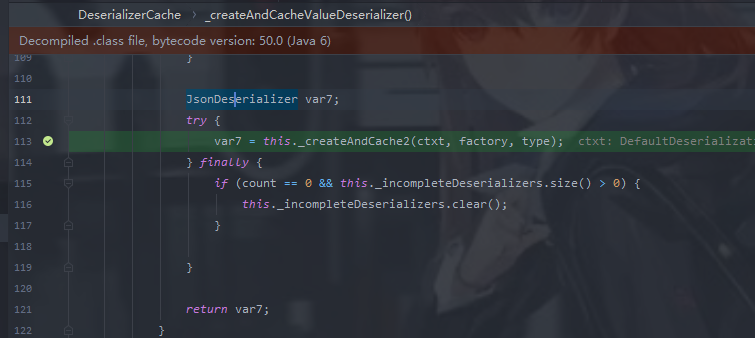 DeserializerCache > _createAndCacheValueDeserializer()
Decompiled .class file, bytecode version: 50.0 (Java 6)
109 }
110
111 JsonDeserializer var7;
112 try {
113 var7 = this._createAndCache2(ctxt, factory, type); ctxt: DefaultDeserializat
114 } finally {
115 if (count == 0 && this._incompleteDeserializers.size() > 0) {
116 this._incompleteDeserializers.clear();
117 }
118
119 }
120
121 return var7;
122 }